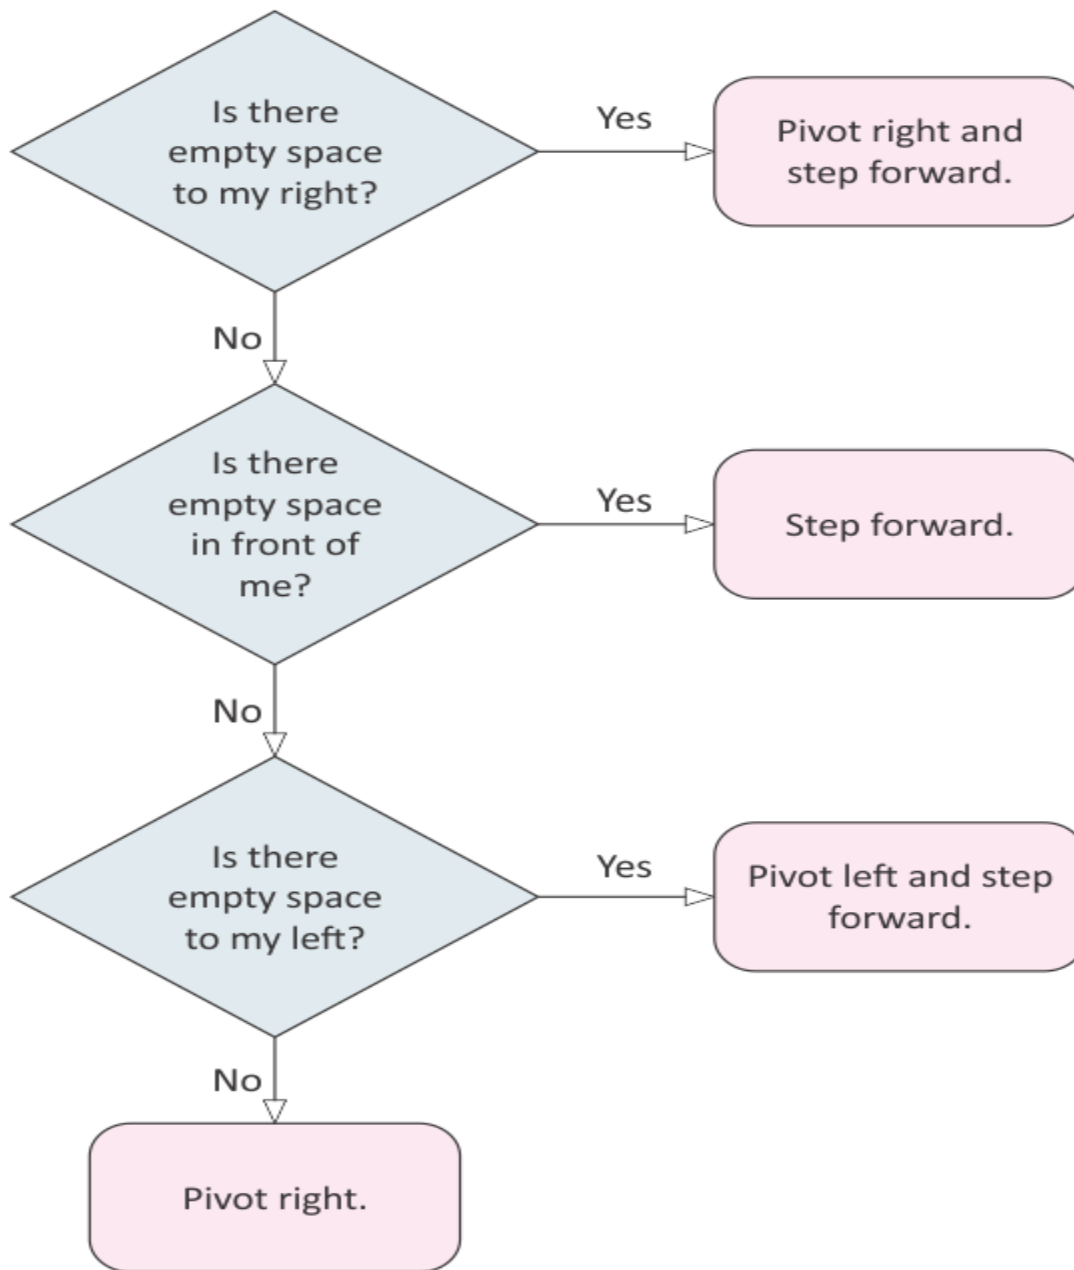 Is there
empty space
to my right?
Yes
Pivot right and
step forward.
No
Is there
empty space
in front of
me?
Yes
Step forward.
No
Is there
empty space
to my left?
Yes
Pivot left and step
forward.
No
Pivot right.